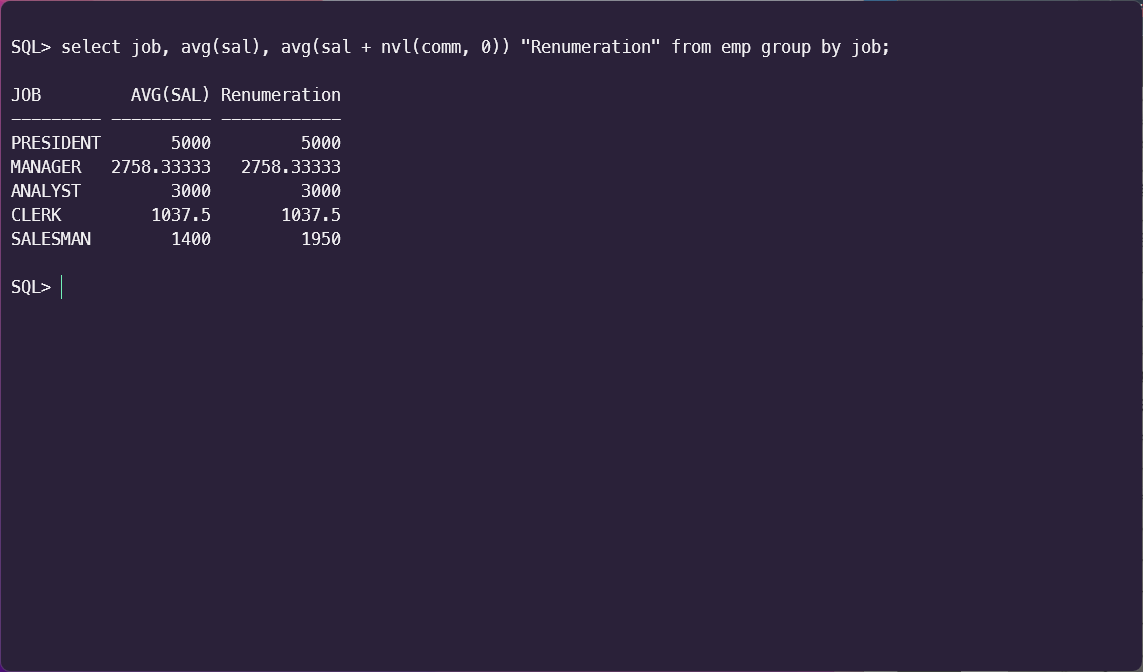 SQL> select job, avg(sal), avg(sal + nvl(comm, 0)) "Renumeration" from emp group by job;
JOB AVG(SAL) Renumeration
--------- ---------- ------------
PRESIDENT 5000 5000
MANAGER 2758.33333 2758.33333
ANALYST 3000 3000
CLERK 1037.5 1037.5
SALESMAN 1400 1950
SQL>